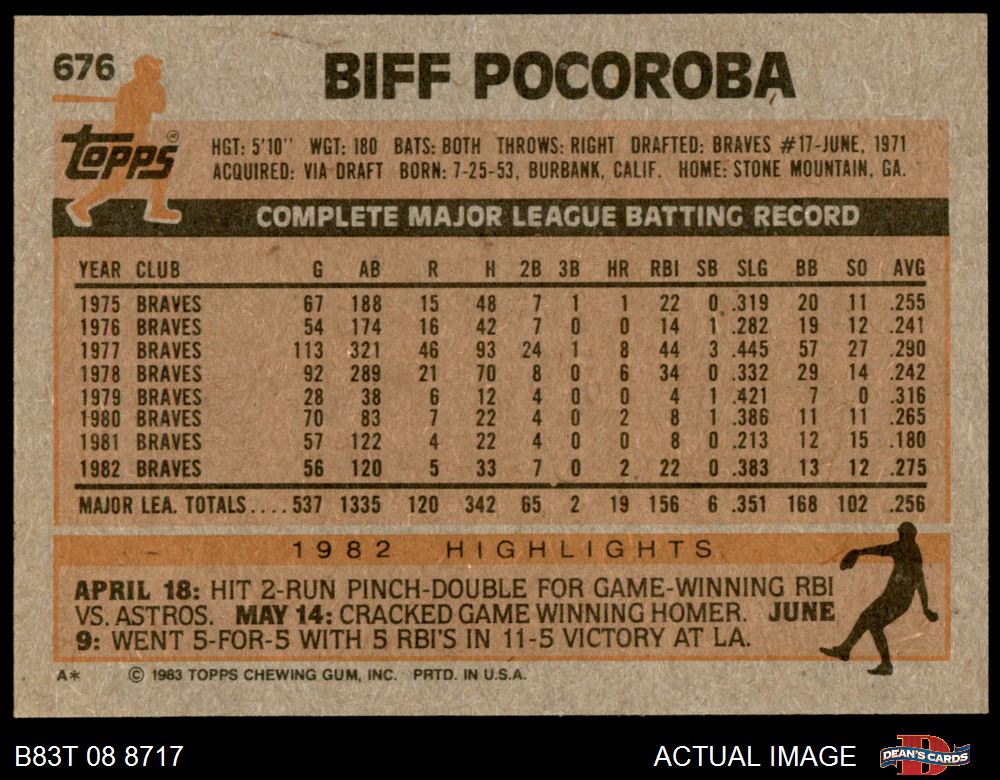 676
BIFF POCOROBA
Topps®
HGT: 5'10" WGT: 180 BATS: BOTH THROWS: RIGHT DRAFTED: BRAVES #17-JUNE, 1971
ACQUIRED: VIA DRAFT BORN: 7-25-53, BURBANK, CALIF. HOME: STONE MOUNTAIN, GA.
COMPLETE MAJOR LEAGUE BATTING RECORD
YEAR CLUB G AB R H 2B 3B HR RBI SB SLG BB SO AVG
1975 BRAVES 67 188 15 48 7 1 1 22 0 .319 20 11 .255
1976 BRAVES 54 174 16 42 7 0 0 14 1 .282 19 12 .241
1977 BRAVES 113 321 46 93 24 1 8 44 3 .445 57 27 .290
1978 BRAVES 92 289 21 70 8 0 6 34 0 .332 29 14 .242
1979 BRAVES 28 38 6 12 4 0 0 4 1 .421 7 0 .316
1980 BRAVES 70 83 7 22 4 0 2 8 1 .386 11 11 .265
1981 BRAVES 57 122 4 22 4 0 0 8 0 .213 12 15 .180
1982 BRAVES 56 120 5 33 7 0 2 22 0 .383 13 12 .275
MAJOR LEA. TOTALS....537 1335 120 342 65 2 19 156 6 .351 168 102 .256
1982 HIGHLIGHTS
APRIL 18: HIT 2-RUN PINCH-DOUBLE FOR GAME-WINNING RBI
VS. ASTROS. MAY 14: CRACKED GAME WINNING HOMER. JUNE
9: WENT 5-FOR-5 WITH 5 RBI'S IN 11-5 VICTORY AT LA.
A* © 1983 TOPPS CHEWING GUM, INC. PRTD. IN U.S.A.
B83T 08 8717 ACTUAL IMAGE DEAN'S CARDS